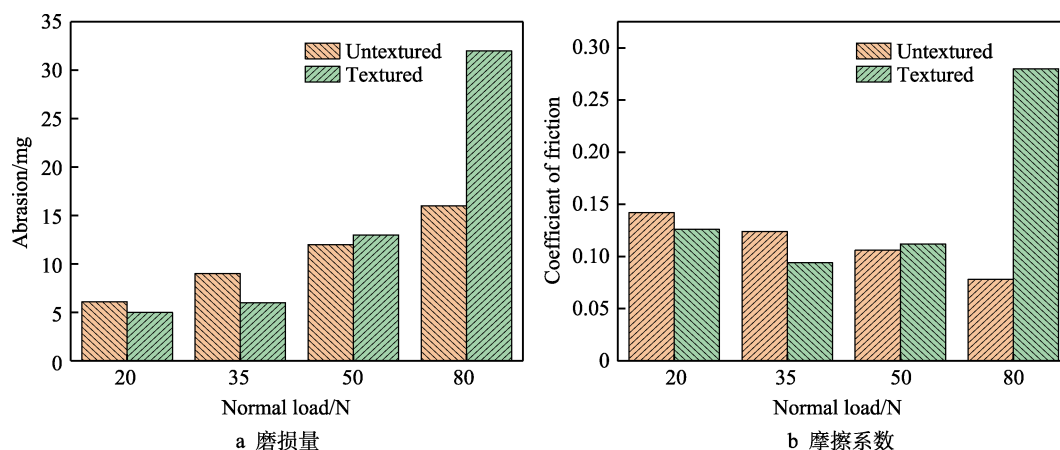 35
30
25
20
15
10
5
0
Abrasion/mg
Untextured
Textured
20 35 50 80
Normal load/N
a 磨损量
0.30
0.25
0.20
0.15
0.10
0.05
0
Coefficient of friction
Untextured
Textured
20 35 50 80
Normal load/N
b 摩擦系数